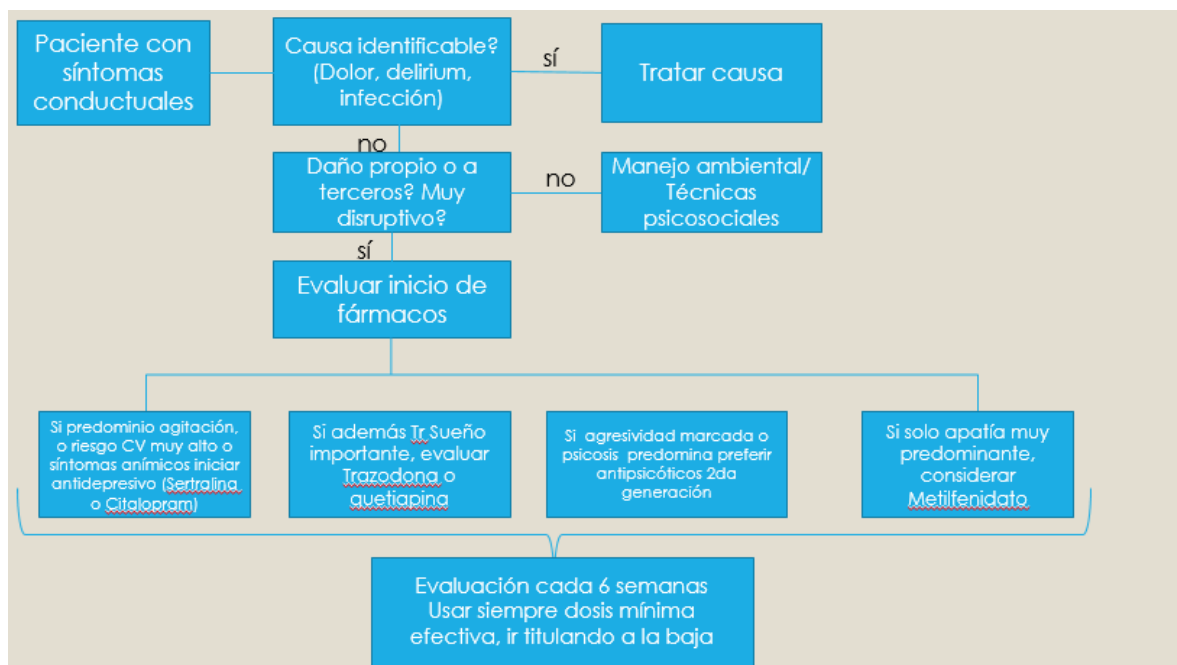 Paciente con
síntomas
conductuales
Causa identificable?
(Dolor, delirium,
infección)
sí
Tratar causa
no
Daño propio o a
terceros? Muy
disruptivo?
no
Manejo ambiental/
Técnicas
psicosociales
sí
Evaluar inicio de
fármacos
Si predominio agitación,
o riesgo CV muy alto o
síntomas anímicos iniciar
antidepresivo (Sertralina
o Citalopram)
Si además Tr Sueño
importante, evaluar
Trazodona o
quetiapina
Si agresividad marcada o
psicosis predomina preferir
antipsicóticos 2da
generación
Si solo apatía muy
predominante,
considerar
Metilfenidato
Evaluación cada 6 semanas
Usar siempre dosis mínima
efectiva, ir titulando a la baja